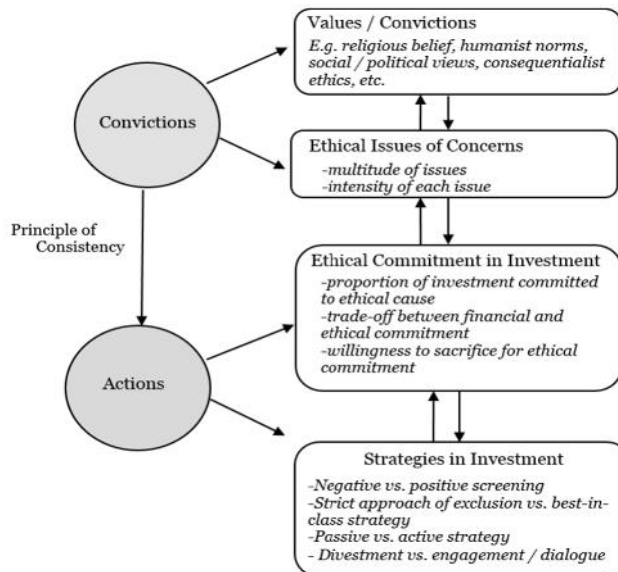 Values / Convictions
E.g. religious belief, humanist norms,
social / political views, consequentialist
ethics, etc.
Convictions
Ethical Issues of Concerns
-multitude of issues
-intensity of each issue
Principle of
Consistency
Ethical Commitment in Investment
-proportion of investment committed
to ethical cause
-trade-off between financial and
ethical commitment
-willingness to sacrifice for ethical
commitment
Actions
Strategies in Investment
-Negative vs. positive screening
-Strict approach of exclusion vs. best-in-
class strategy
-Passive vs. active strategy
- Divestment vs. engagement / dialogue